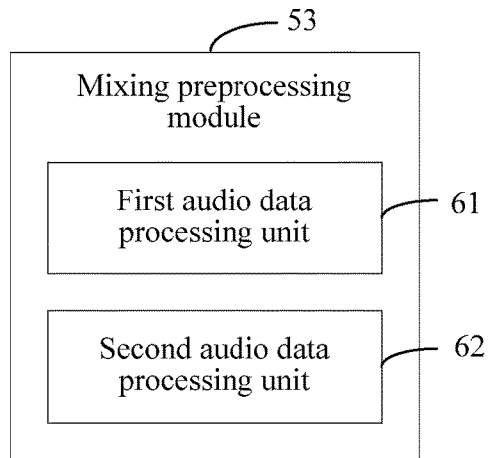 53
Mixing preprocessing
module
First audio data
processing unit
61
Second audio data
processing unit
62